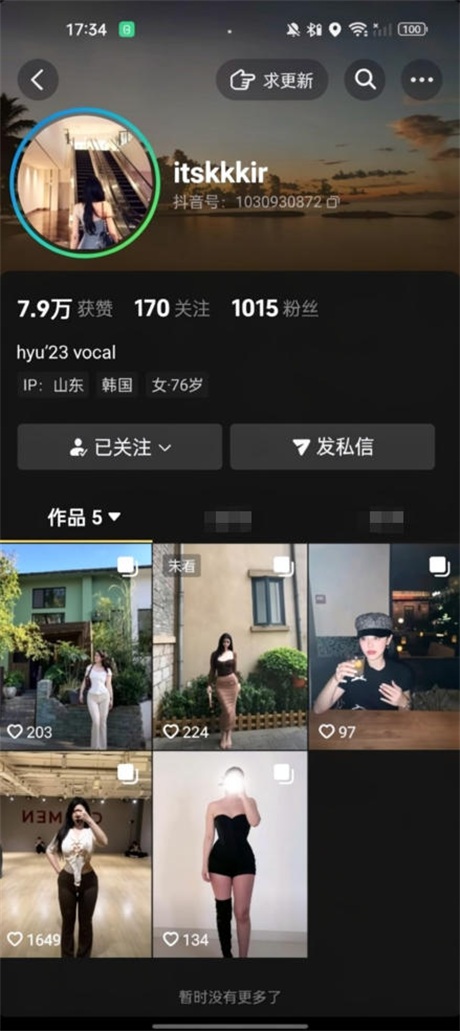 17:34
100
求更新
itskkkir
抖音号：1030930872
7.9万 获赞 170 关注 1015 粉丝
hyu'23 vocal
IP：山东 韩国 女·76岁
已关注 发私信
作品 5
未看
203 224 97
1649 134
暂时没有更多了